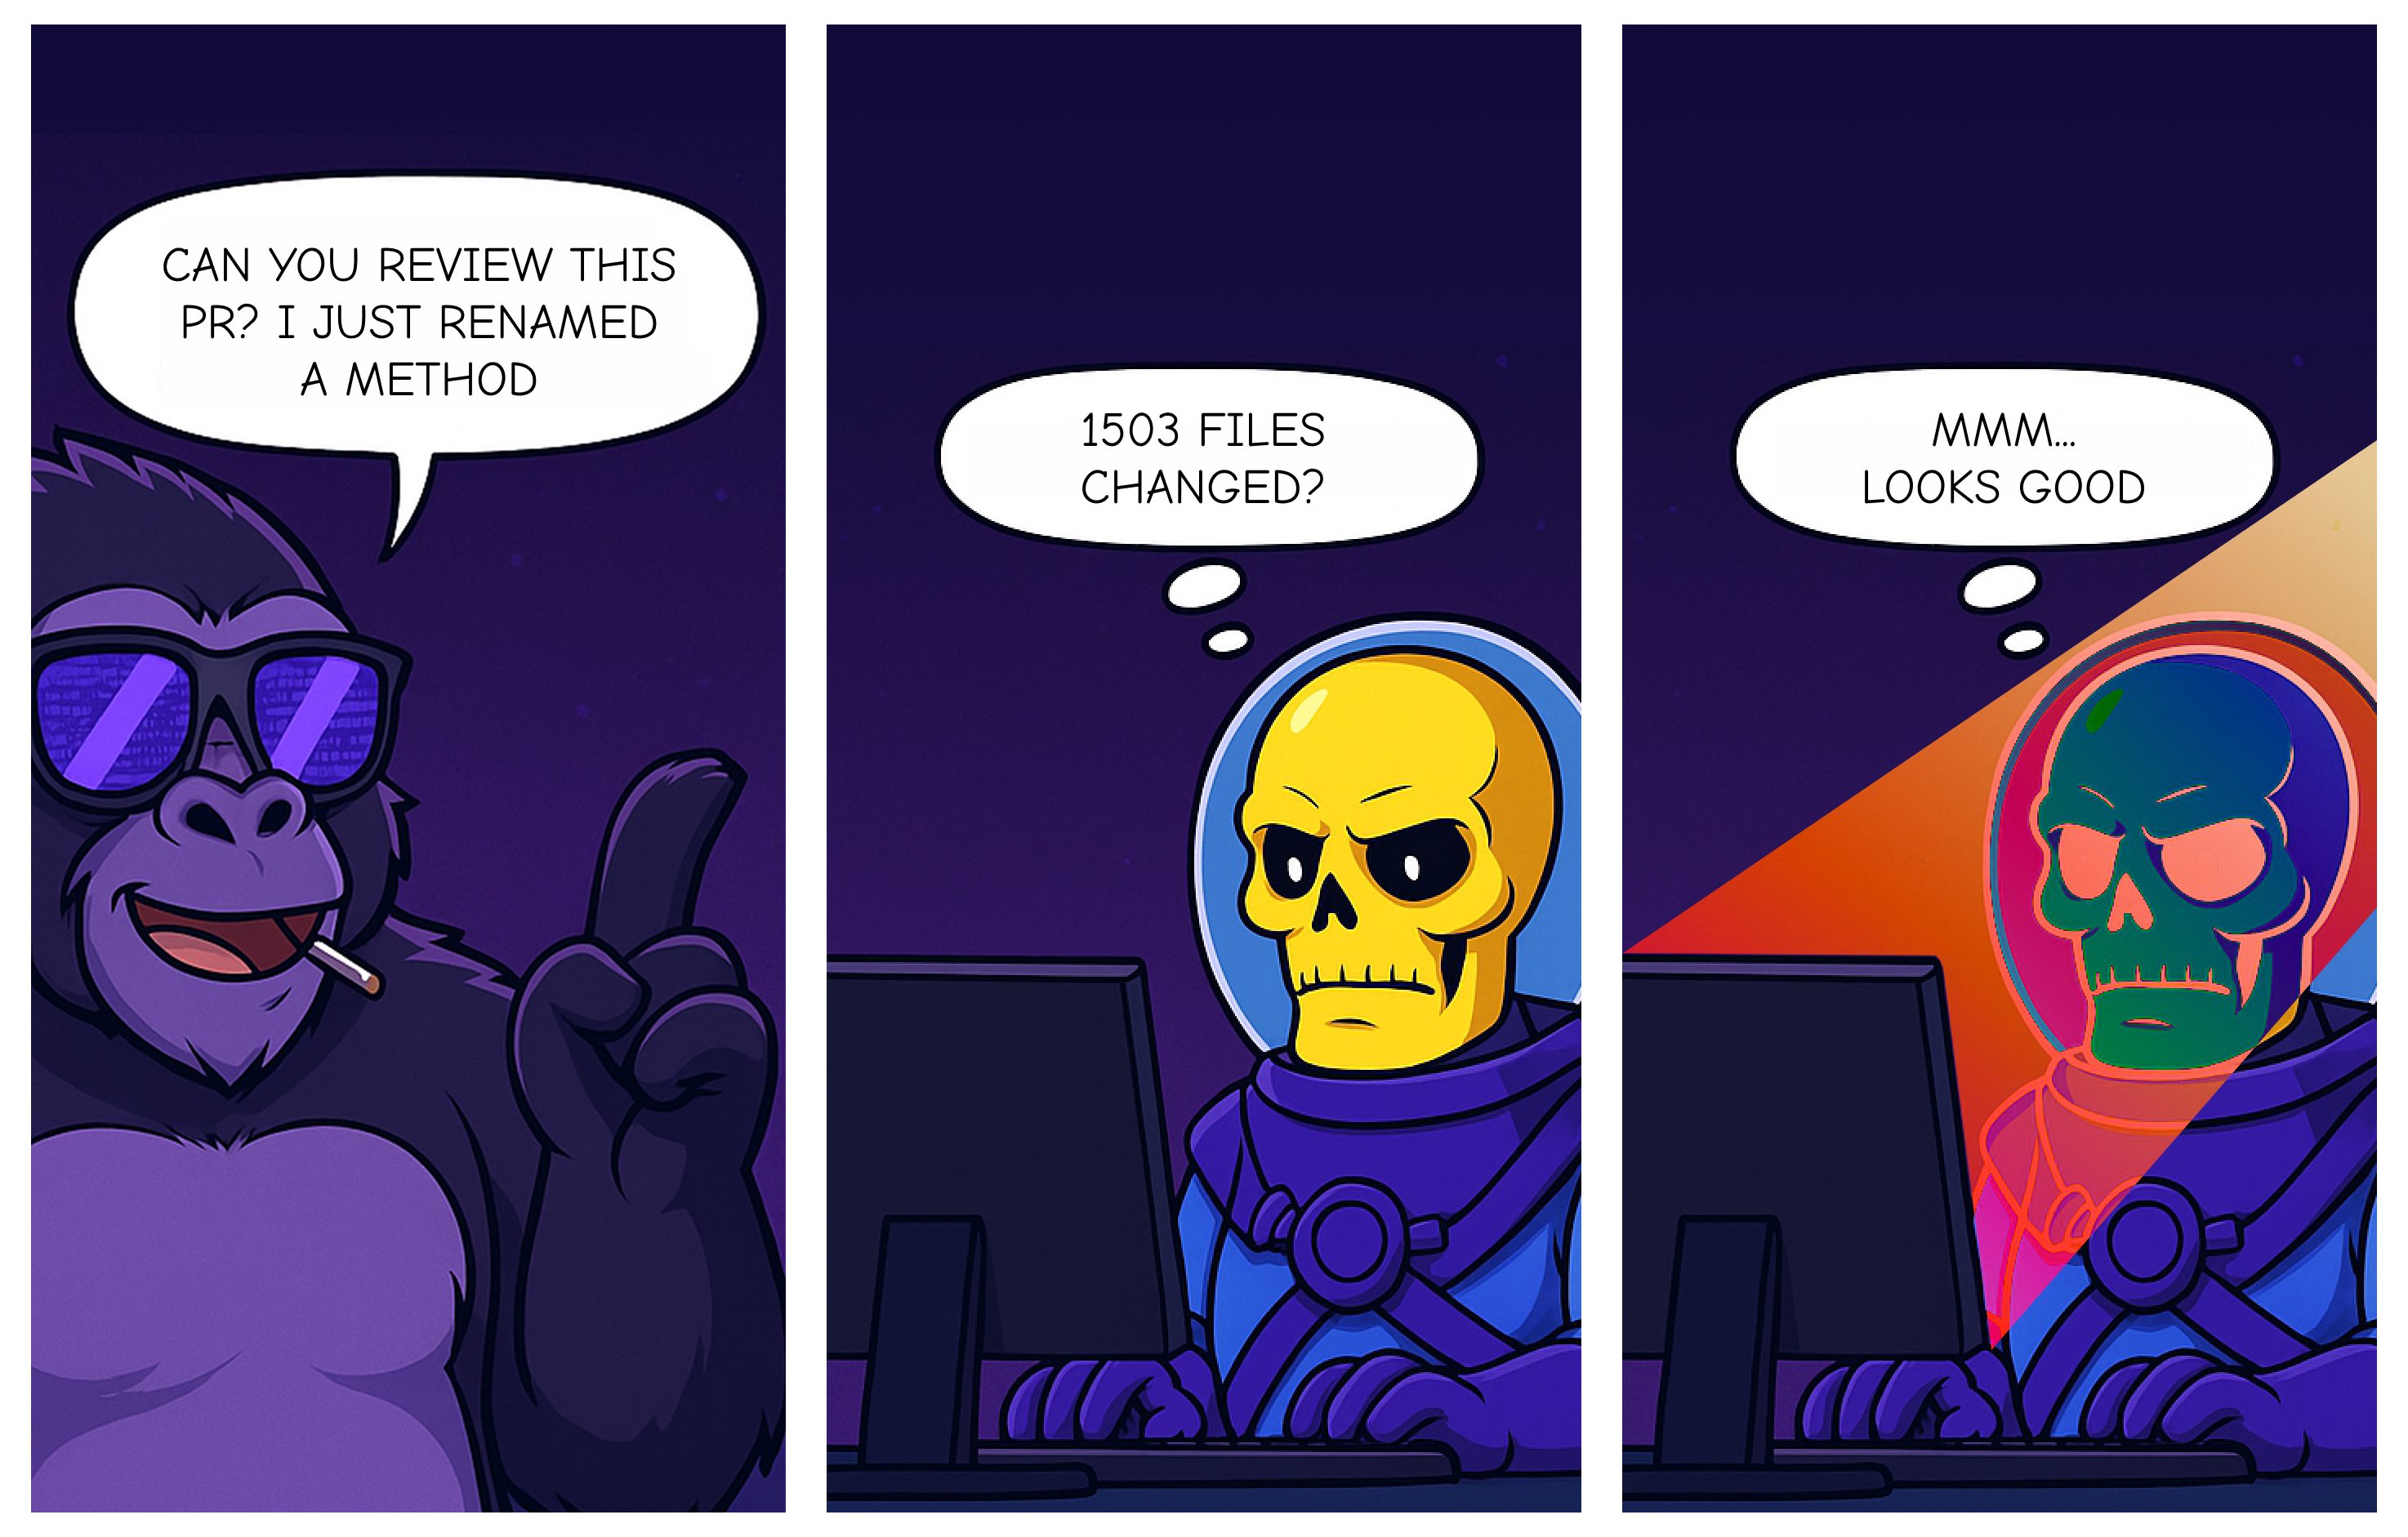 CAN YOU REVIEW THIS
PR? I JUST RENAMED
A METHOD
1503 FILES
CHANGED?
MMM...
LOOKS GOOD